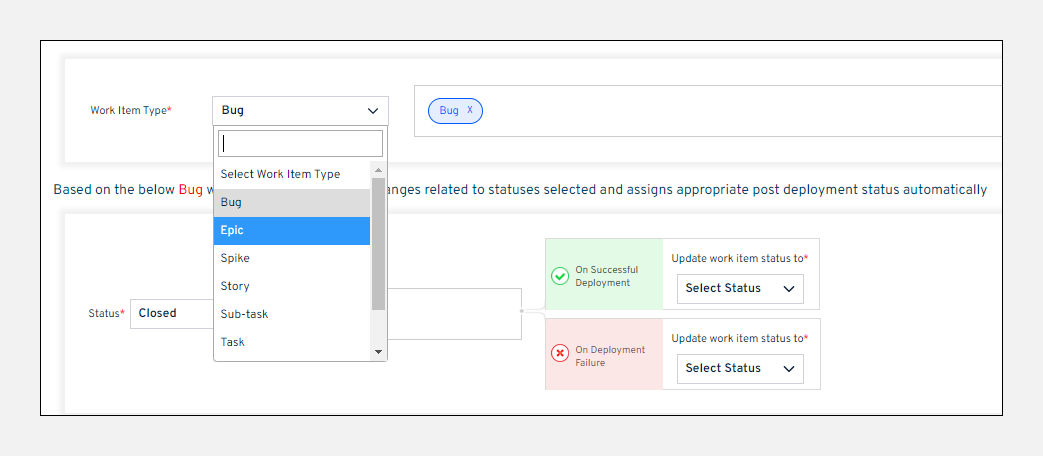 Work Item Type*
Bug
Bug X
Select Work Item Type
Bug
Epic
Spike
Story
Sub-task
Task
Based on the below Bug related to statuses selected and assigns appropriate post deployment status automatically
Status*
Closed
On Successful
Deployment
Update work item status to*
Select Status
On Deployment
Failure
Update work item status to*
Select Status